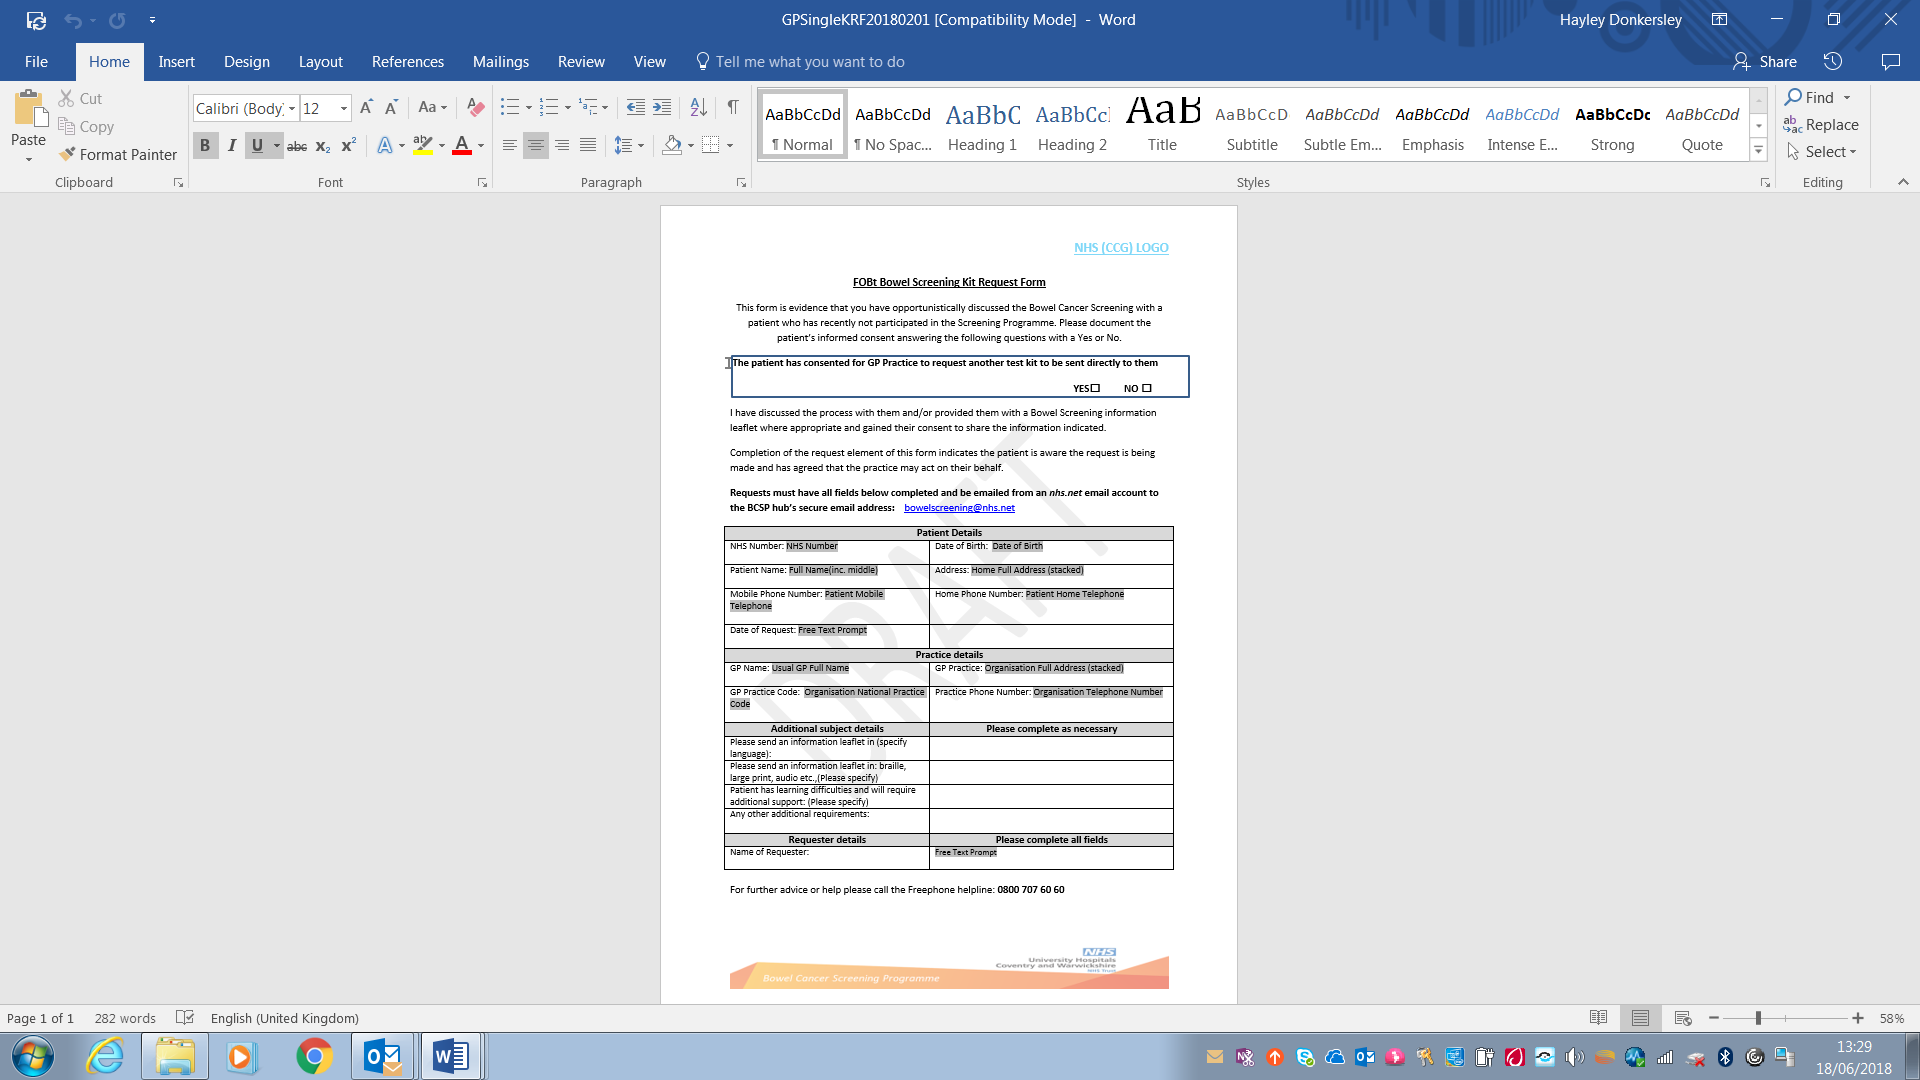 GPSingleKRF20180201 [Compatibility Mode] - Word
Hayley Donkersley
File Home Insert Design Layout References Mailings Review View Tell me what you want to do
Share
Paste
Cut
Copy
Format Painter
Clipboard
Calibri (Body) 12
Font
Paragraph
AaBbCcDd AaBbCcDd AaBbC AaBbCc AaB AaBbCcD AaBbCcDd AaBbCcDd AaBbCcDd AaBbCcDc AaBbCcDd
¶ Normal ¶ No Spac... Heading 1 Heading 2 Title Subtitle Subtle Em... Emphasis Intense E... Strong Quote
Styles
Find
Replace
Select
Editing
NHS (CCG) LOGO
FOBt Bowel Screening Kit Request Form
This form is evidence that you have opportunistically discussed the Bowel Cancer Screening with a
patient who has recently not participated in the Screening Programme. Please document the
patient's informed consent answering the following questions with a Yes or No.
The patient has consented for GP Practice to request another test kit to be sent directly to them
YES☐ NO ☐
I have discussed the process with them and/or provided them with a Bowel Screening information
leaflet where appropriate and gained their consent to share the information indicated.
Completion of the request element of this form indicates the patient is aware the request is being
made and has agreed that the practice may act on their behalf.
Requests must have all fields below completed and be emailed from an nhs.net email account to
the BCSP hub's secure email address: bowelscreening@nhs.net
DRAFT
Patient Details
NHS Number: NHS Number
Date of Birth: Date of Birth
Patient Name: Full Name(inc. middle)
Address: Home Full Address (stacked)
Mobile Phone Number: Patient Mobile
Telephone
Home Phone Number: Patient Home Telephone
Date of Request: Free Text Prompt
Practice details
GP Name: Usual GP Full Name
GP Practice: Organisation Full Address (stacked)
GP Practice Code: Organisation National Practice
Code
Practice Phone Number: Organisation Telephone Number
Additional subject details
Please complete as necessary
Please send an information leaflet in (specify
language):
Please send an information leaflet in: braille,
large print, audio etc.,(Please specify)
Patient has learning difficulties and will require
additional support: (Please specify)
Any other additional requirements:
Requester details
Please complete all fields
Name of Requester:
Free Text Prompt
For further advice or help please call the Freephone helpline: 0800 707 60 60
NHS
University Hospitals
Coventry and Warwickshire
NHS Trust
Bowel Cancer Screening Programme
Page 1 of 1 282 words English (United Kingdom)
58%
13:29
18/06/2018